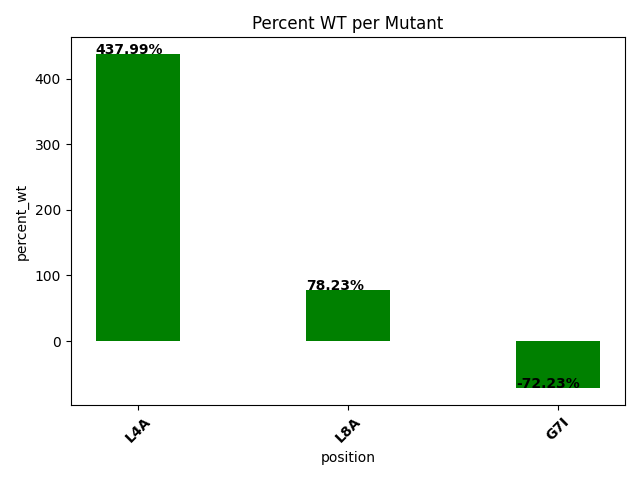 Percent WT per Mutant
437.99%
78.23%
-72.23%
400
300
200
100
0
percent_wt
L4A
L8A
G7I
position